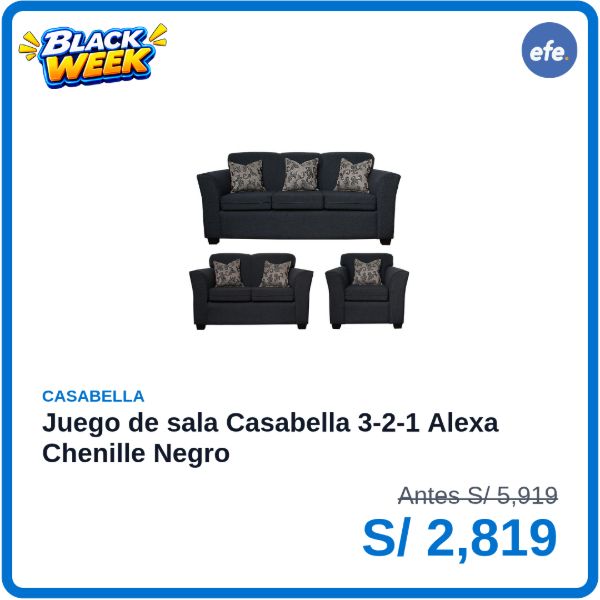 BLACK
WEEK
efe.
CASABELLA
Juego de sala Casabella 3-2-1 Alexa
Chenille Negro
Antes S/ 5,919
S/ 2,819